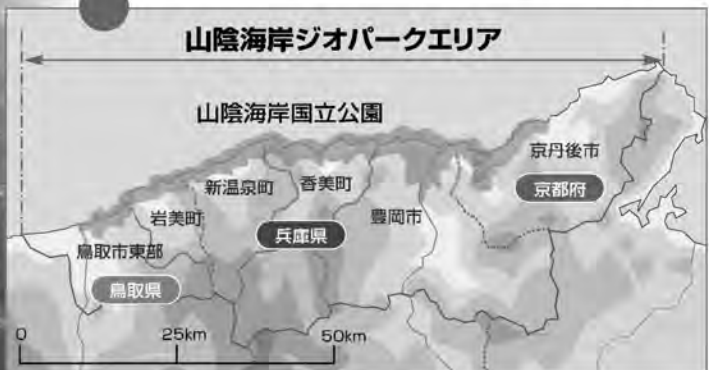 山陰海岸ジオパークエリア
山陰海岸国立公園
京丹後市
京都府
香美町
新温泉町
豊岡市
岩美町
兵庫県
鳥取市東部
鳥取県
0 25km 50km